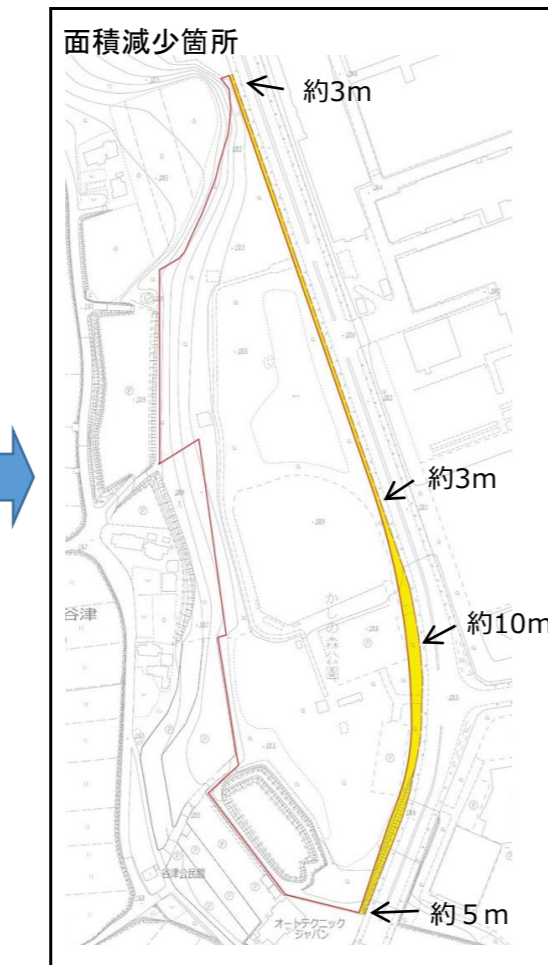 面積減少箇所
約3m
約3m
約10m
谷津
かしの森公園
谷津公民館
オートテクニック
ジャパン
約５m